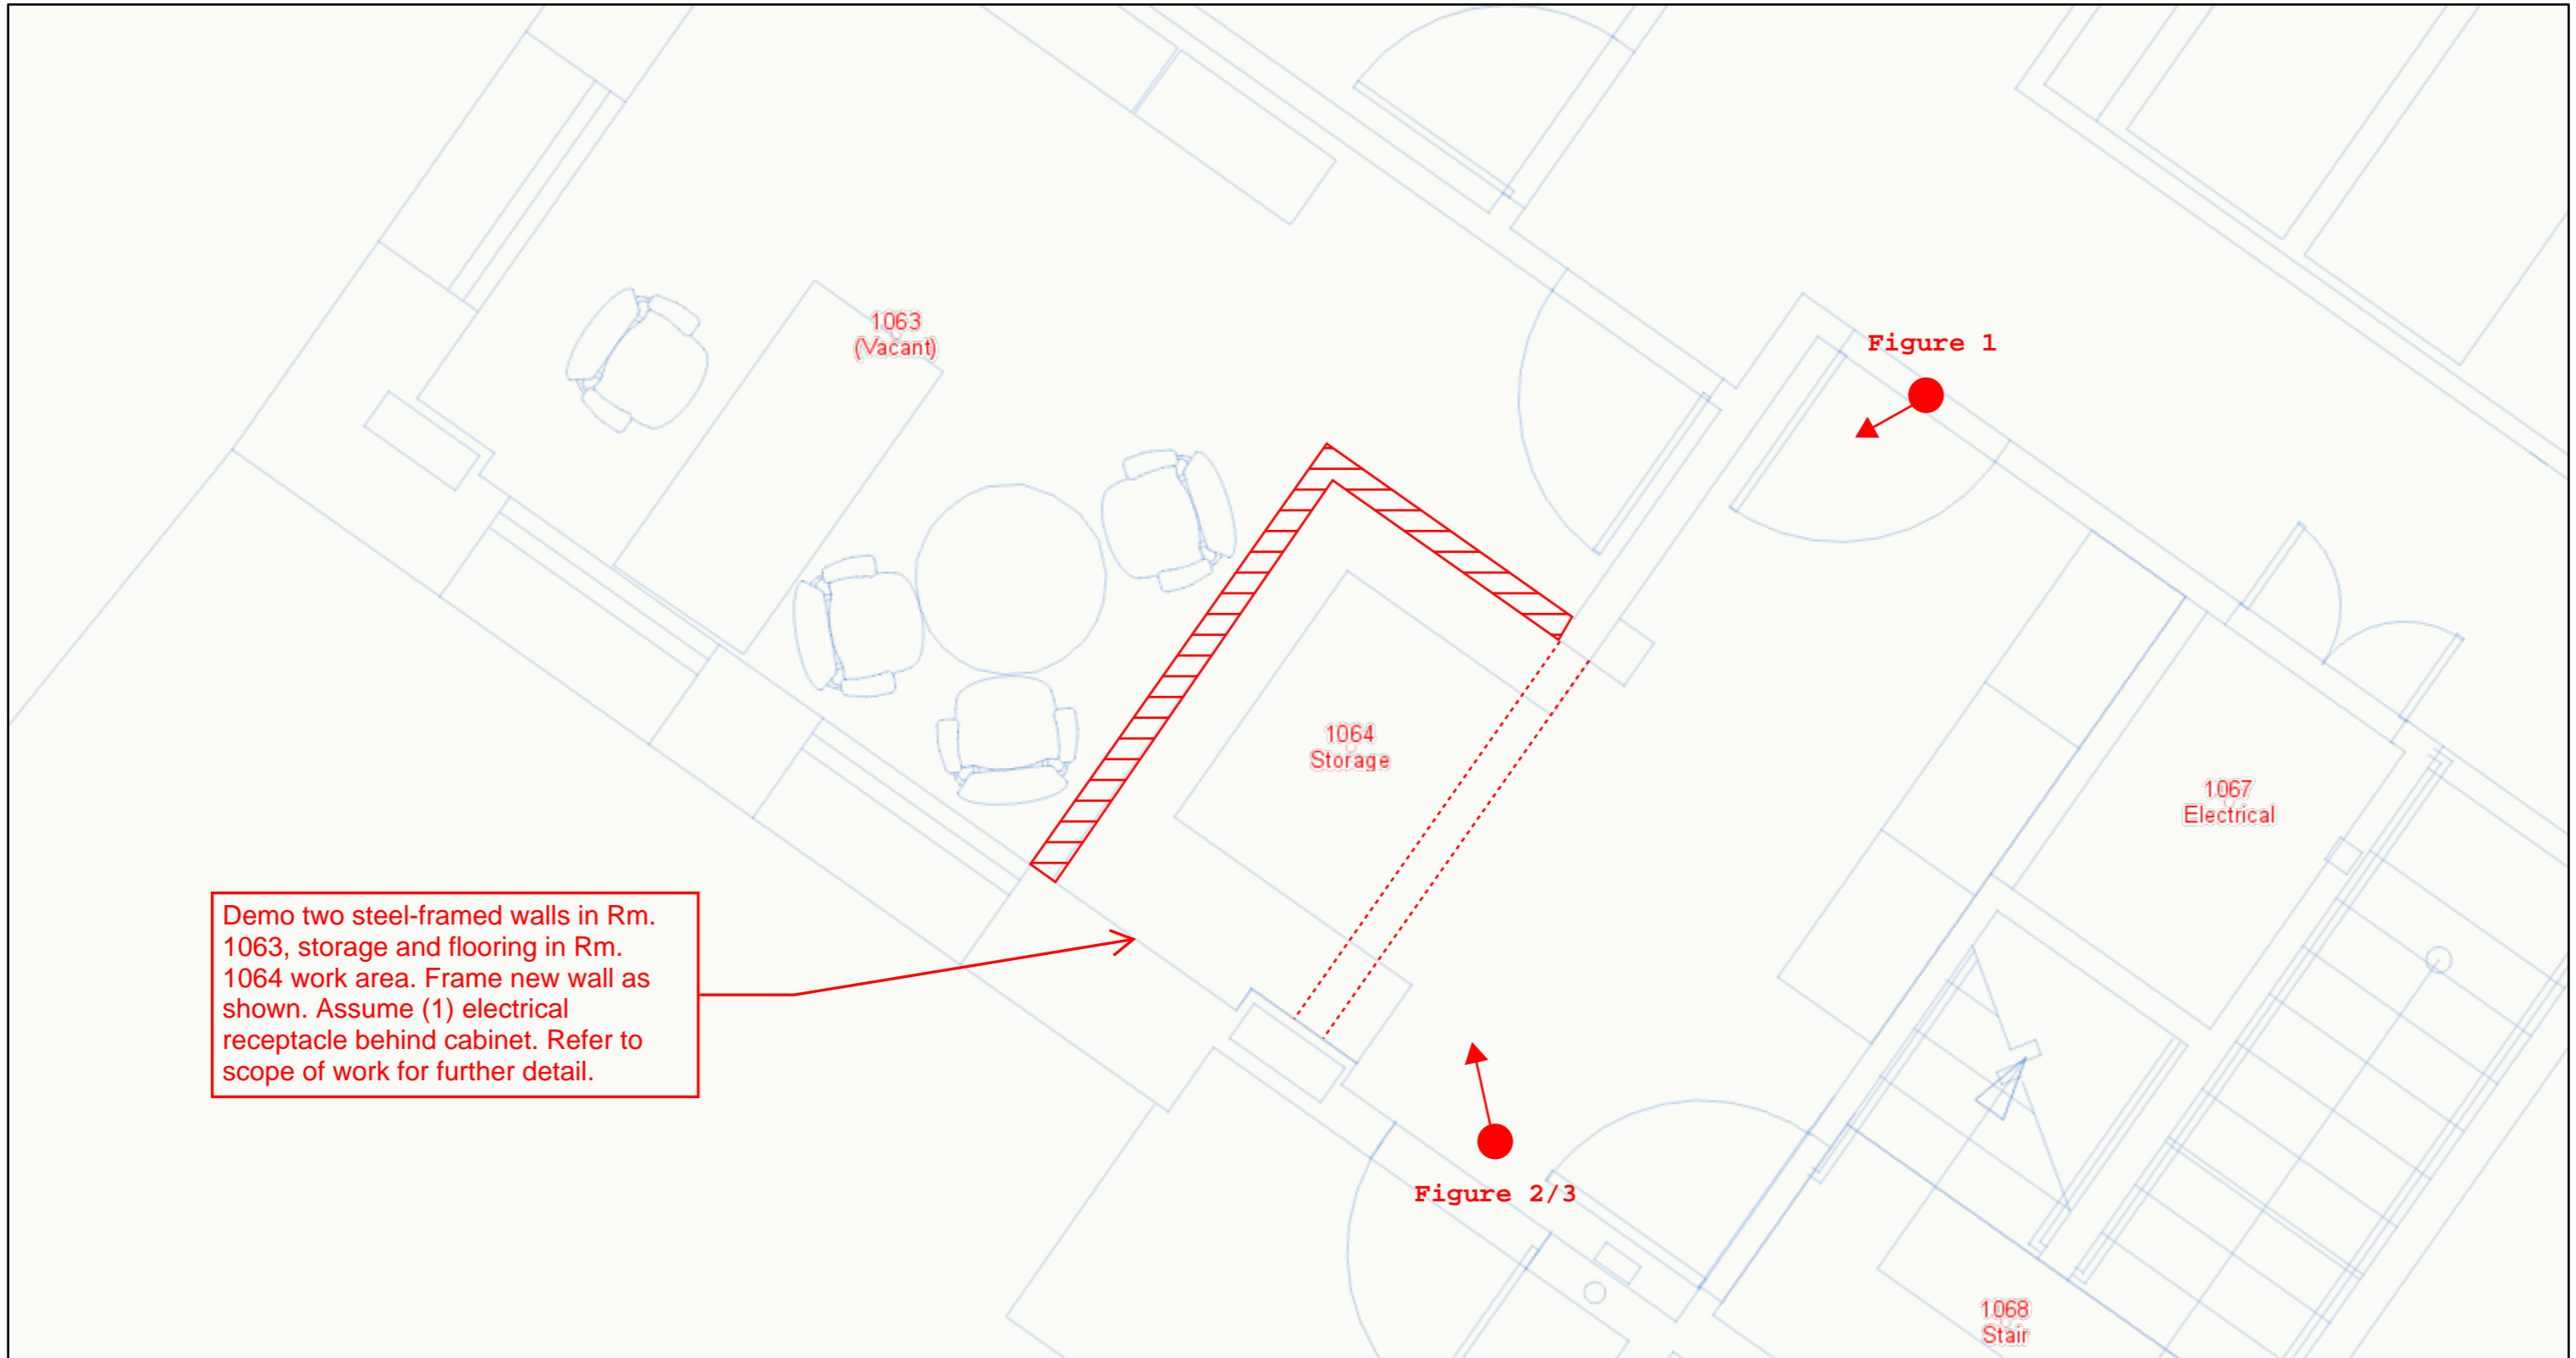 1063
(Vacant)
Figure 1
1064
Storage
1067
Electrical
Demo two steel-framed walls in Rm.
1063, storage and flooring in Rm.
1064 work area. Frame new wall as
shown. Assume (1) electrical
receptacle behind cabinet. Refer to
scope of work for further detail.
Figure 2/3
1068
Stair